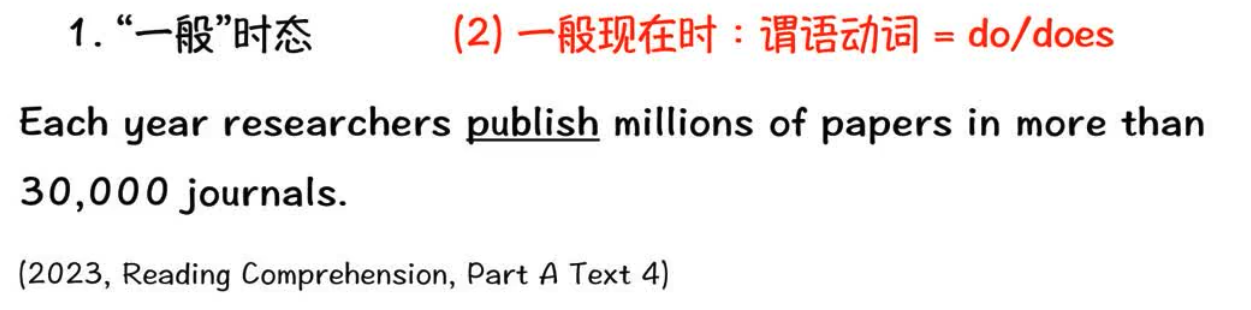 1. “一般”时态 (2) 一般现在时：谓语动词 = do/does
Each year researchers publish millions of papers in more than
30,000 journals.
(2023, Reading Comprehension, Part A Text 4)